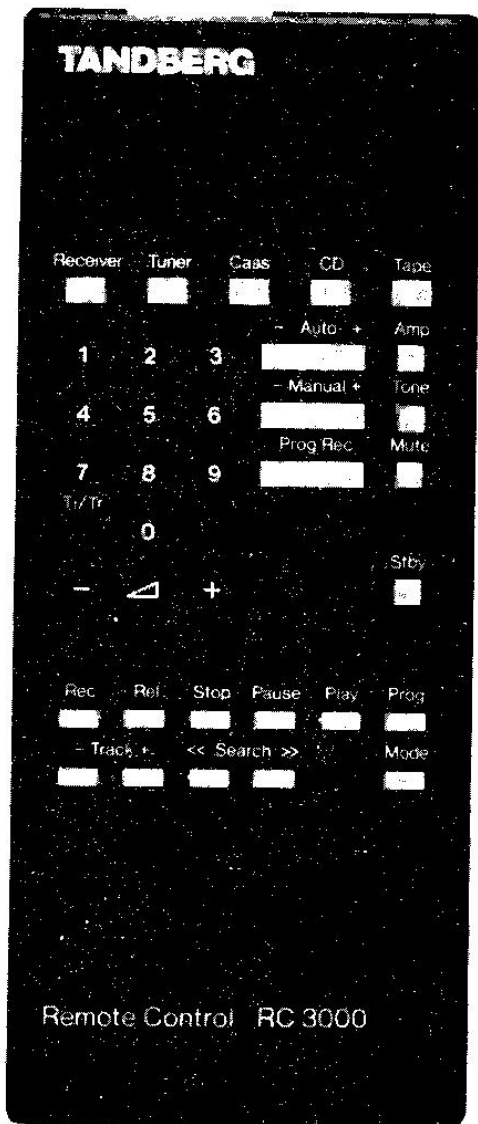 TANDBERG
Receiver Tuner Cass CD Tape
- Auto + Amp
1 2 3
- Manual + Tone
4 5 6
Prog Rec Mute
7 8 9
Tr/Tr
0
Stby
- +
Rec Ref. Stop Pause Play Prog
- Track + << Search >> Mode
Remote Control RC 3000